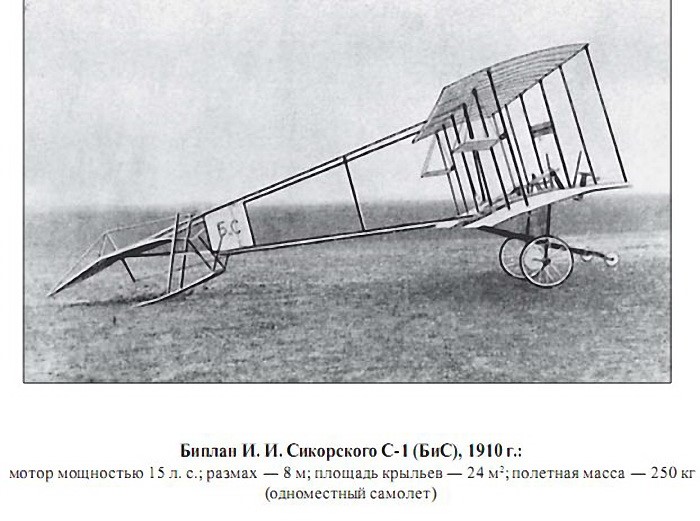 Б.С
Биплан И. И. Сикорского С-1 (БиС), 1910 г.:
мотор мощностью 15 л. с.; размах — 8 м; площадь крыльев — 24 м²; полетная масса — 250 кг
(одноместный самолет)